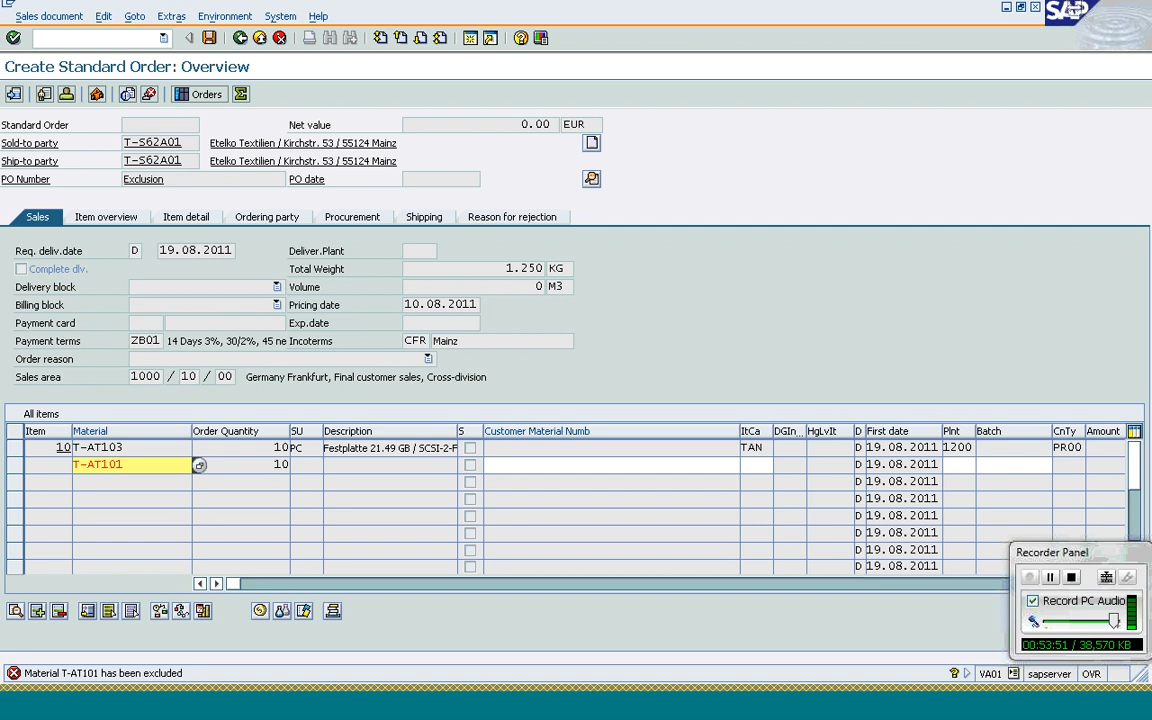 Sales document Edit Goto Extras Environment System Help
SAP
Create Standard Order: Overview
Orders
Standard Order Net value 0.00 EUR
Sold-to party T-S62A01 Etelko Textilien / Kirchstr. 53 / 55124 Mainz
Ship-to party T-S62A01 Etelko Textilien / Kirchstr. 53 / 55124 Mainz
PO Number Exclusion PO date
Sales Item overview Item detail Ordering party Procurement Shipping Reason for rejection
Req. deliv.date D 19.08.2011 Deliver.Plant
Complete dlv. Total Weight 1.250 KG
Delivery block Volume 0 M3
Billing block Pricing date 10.08.2011
Payment card Exp.date
Payment terms ZB01 14 Days 3%, 30/2%, 45 ne Incoterms CFR Mainz
Order reason
Sales area 1000 / 10 / 00 Germany Frankfurt, Final customer sales, Cross-division
All items
Item Material Order Quantity SU Description S Customer Material Numb ItCa DGIn... HgLvIt D First date Plnt Batch CnTy Amount
10 T-AT103 10 PC Festplatte 21.49 GB / SCSI-2-F TAN D 19.08.2011 1200 PR00
T-AT101 10 D 19.08.2011
D 19.08.2011
D 19.08.2011
D 19.08.2011
D 19.08.2011
D 19.08.2011
D 19.08.2011
Recorder Panel
Record PC Audio
00:53:51 / 38,570 KB
Material T-AT101 has been excluded VA01 sapserver OVR